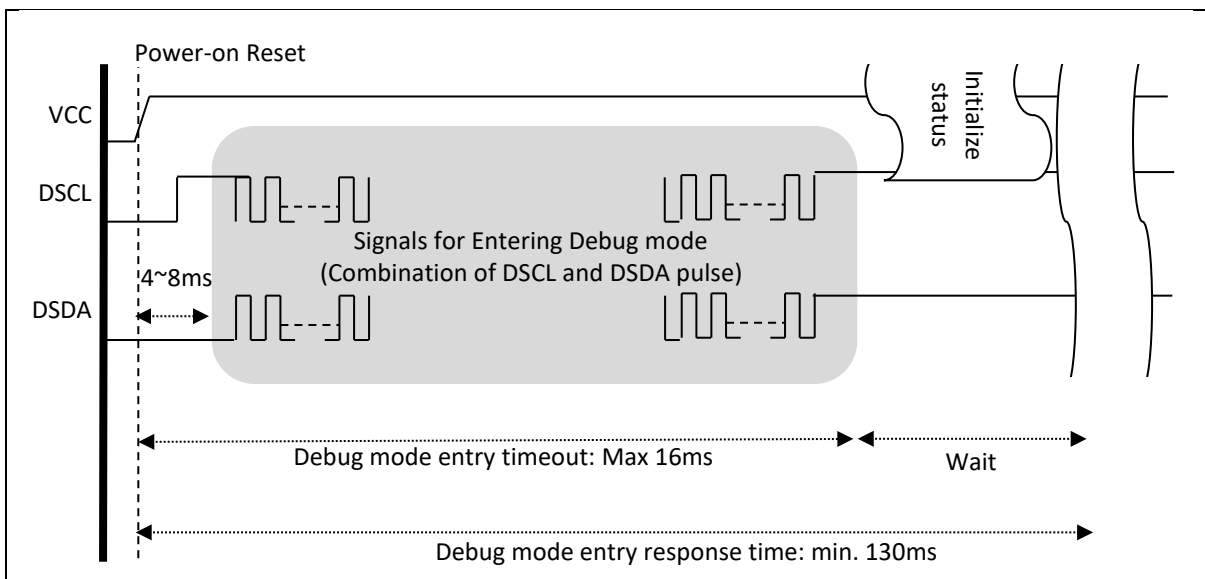 Power-on Reset
VCC
Initialize
status
DSCL
Signals for Entering Debug mode
(Combination of DSCL and DSDA pulse)
4~8ms
DSDA
Debug mode entry timeout: Max 16ms
Wait
Debug mode entry response time: min. 130ms